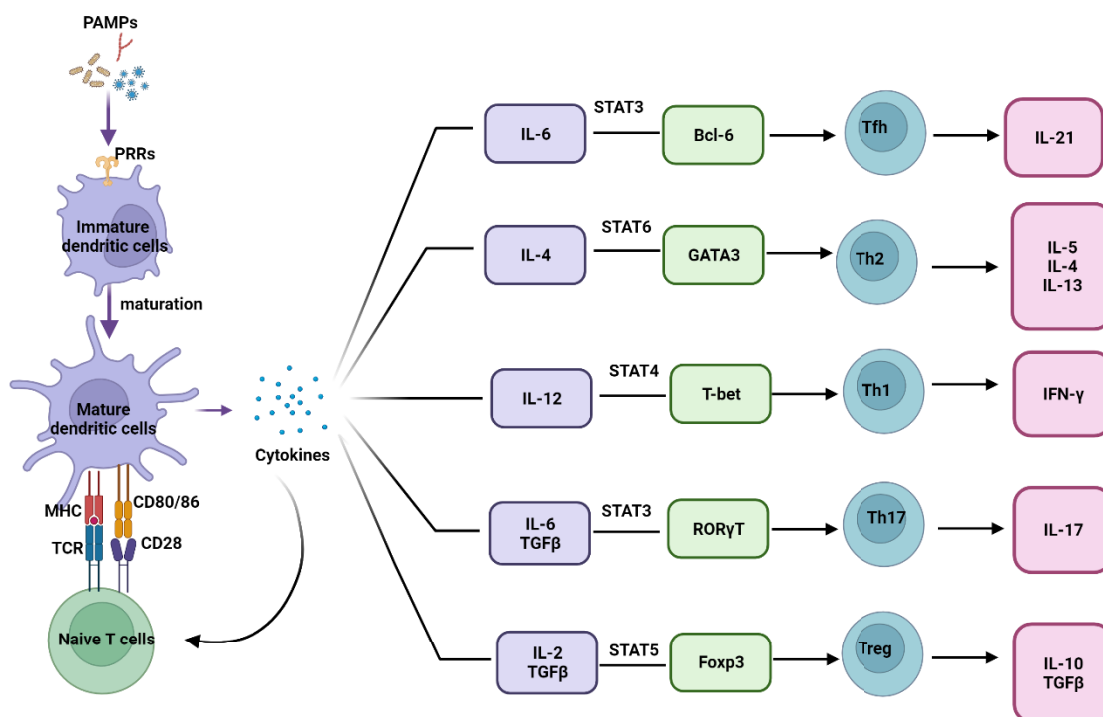 PAMPs
PRRs
Immature
dendritic cells
maturation
Mature
dendritic cells
MHC
CD80/86
TCR
CD28
Naive T cells
Cytokines
IL-6
STAT3
Bcl-6
Tfh
IL-21
IL-4
STAT6
GATA3
Th2
IL-5
IL-4
IL-13
IL-12
STAT4
T-bet
Th1
IFN-γ
IL-6
TGFβ
STAT3
RORγT
Th17
IL-17
IL-2
TGFβ
STAT5
Foxp3
Treg
IL-10
TGFβ